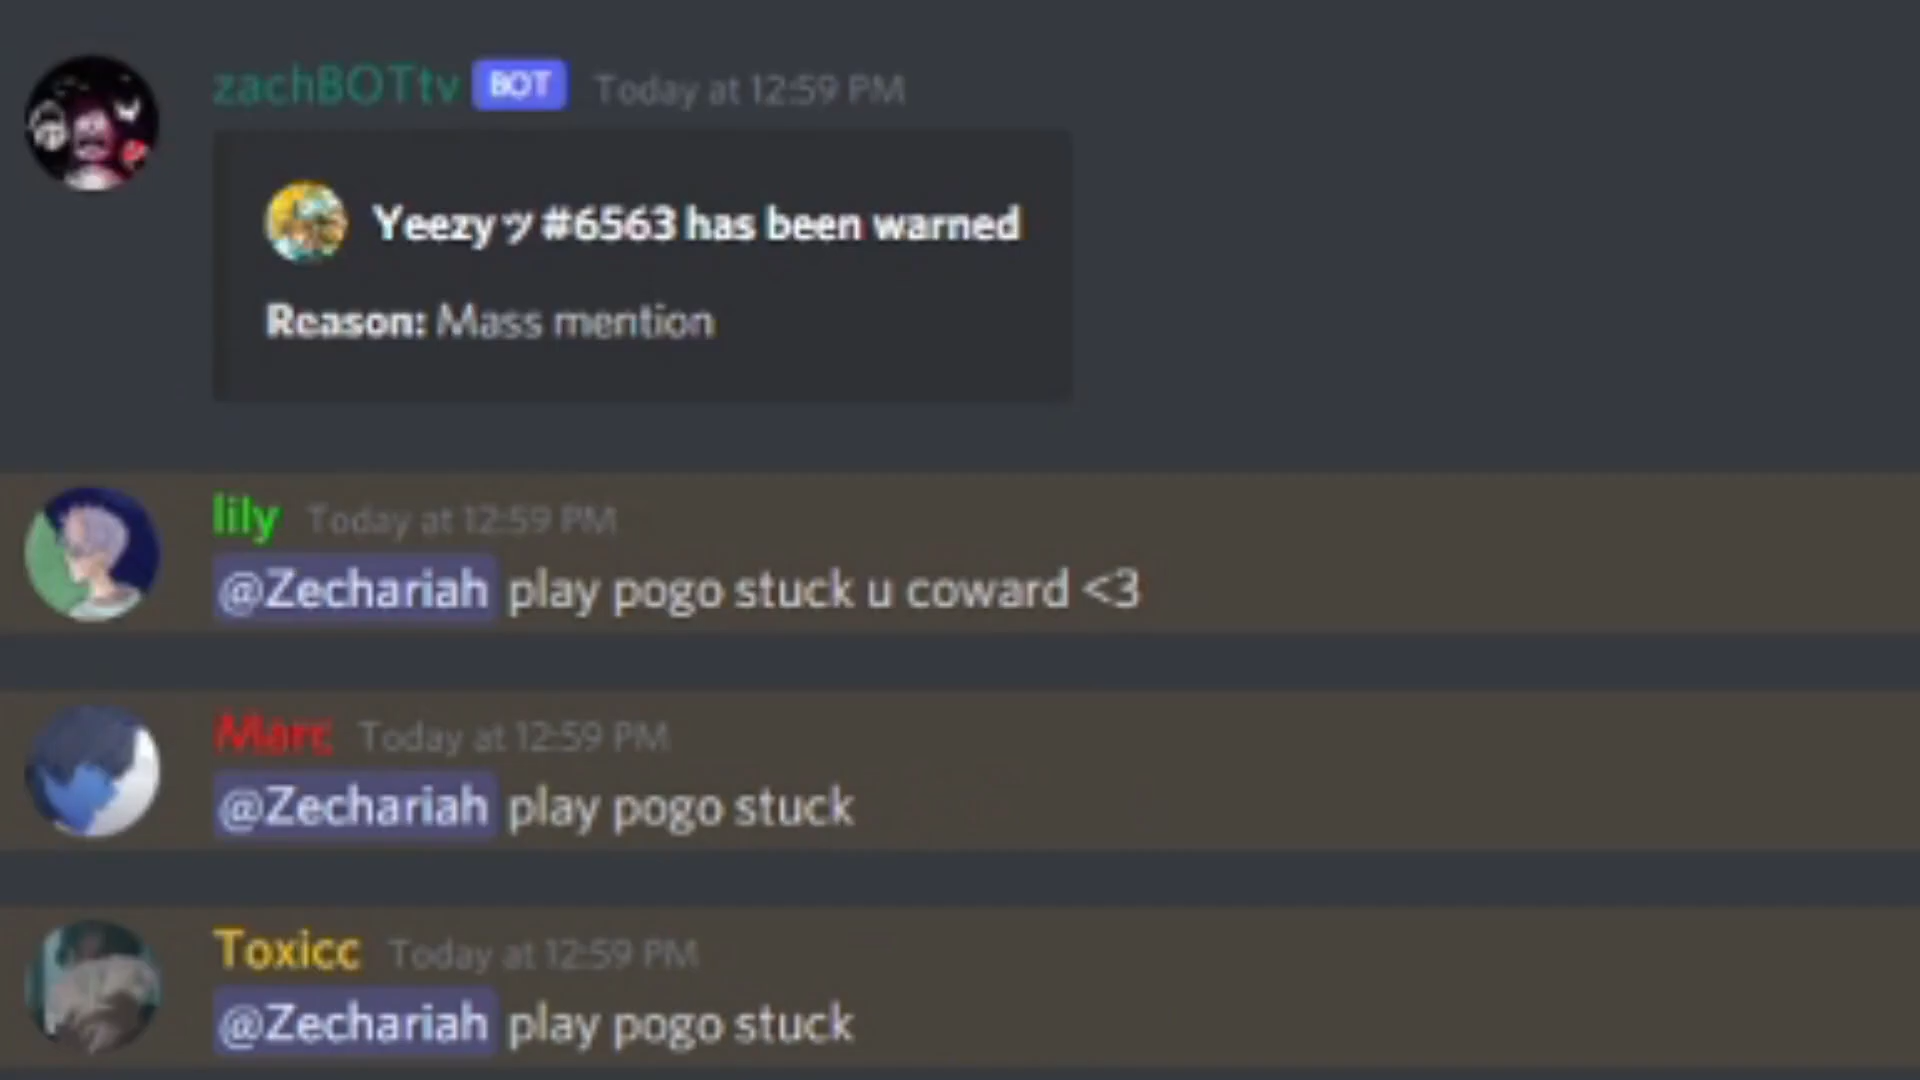 zachBOTtv BOT Today at 12:59 PM
Yeezyッ#6563 has been warned
Reason: Mass mention
lily Today at 12:59 PM
@Zechariah play pogo stuck u coward <3
Marc Today at 12:59 PM
@Zechariah play pogo stuck
Toxicc Today at 12:59 PM
@Zechariah play pogo stuck